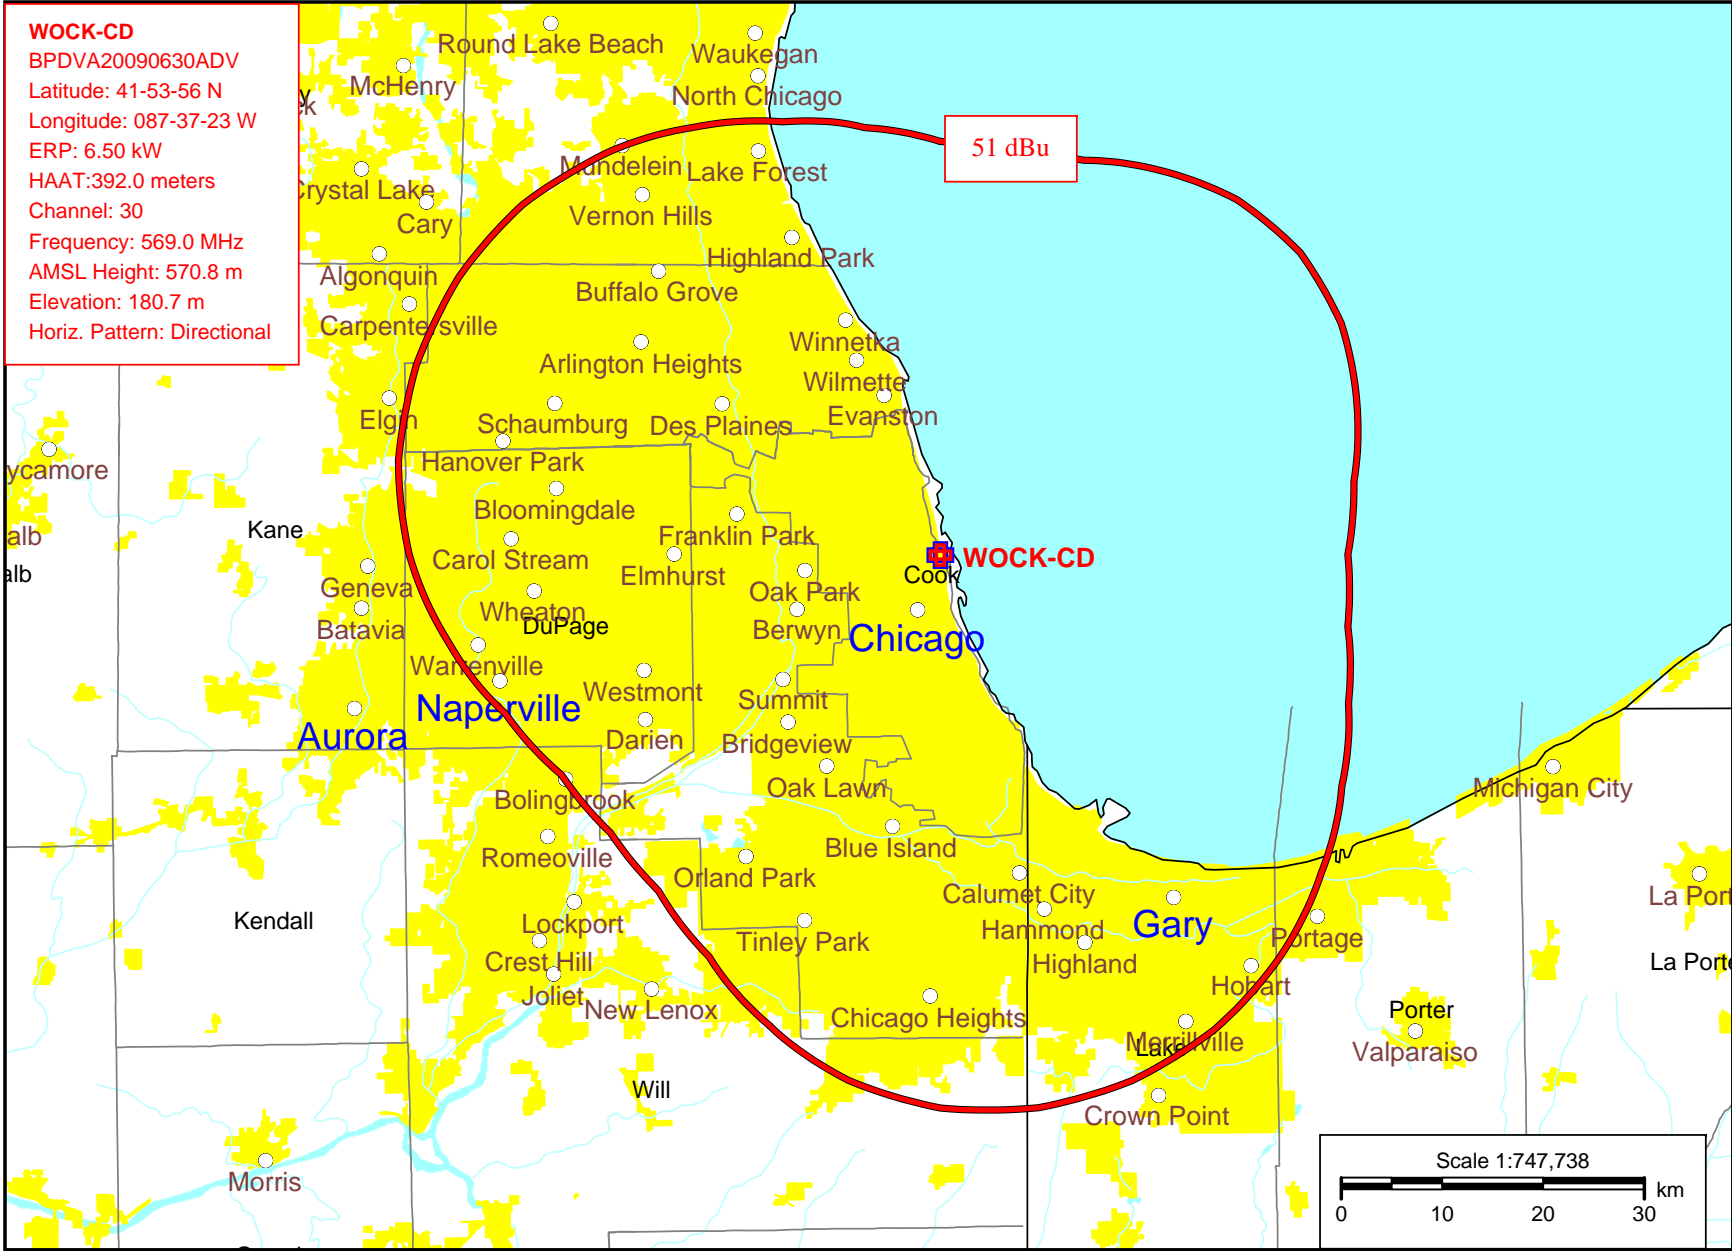 WOCK-CD
BPDVA20090630ADV
Latitude: 41-53-56 N
Longitude: 087-37-23 W
ERP: 6.50 kW
HAAT:392.0 meters
Channel: 30
Frequency: 569.0 MHz
AMSL Height: 570.8 m
Elevation: 180.7 m
Horiz. Pattern: Directional
Round Lake Beach
Waukegan
McHenry
North Chicago
51 dBu
Mundelein
Lake Forest
Crystal Lake
Cary
Vernon Hills
Highland Park
Algonquin
Buffalo Grove
Carpentersville
Winnetka
Arlington Heights
Wilmette
Elgin
Schaumburg
Des Plaines
Evanston
Hanover Park
ycamore
Bloomingdale
Kane
Franklin Park
alb
Carol Stream
WOCK-CD
alb
Elmhurst
Cook
Geneva
Oak Park
Wheaton
DuPage
Batavia
Berwyn
Chicago
Warrenville
Westmont
Summit
Naperville
Aurora
Darien
Bridgeview
Oak Lawn
Michigan City
Bolingbrook
Blue Island
Romeoville
Orland Park
Calumet City
La Port
Kendall
Lockport
Hammond
Gary
Tinley Park
Portage
Crest Hill
Highland
La Porte
Joliet
Hobart
New Lenox
Chicago Heights
Porter
Merrillville
Lake
Valparaiso
Will
Crown Point
Morris
Scale 1:747,738
km
0 10 20 30